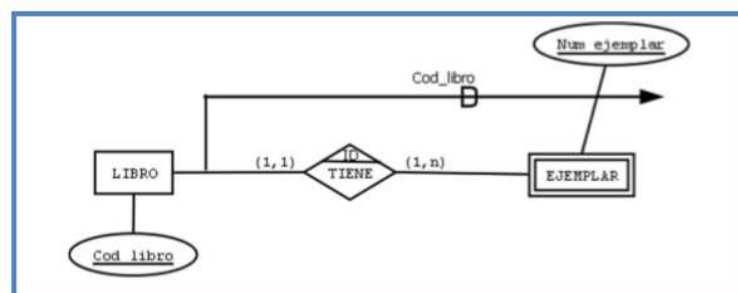 Num ejemplar
Cod_libro
D
(1,1)
ID
(1,n)
LIBRO
TIENE
EJEMPLAR
Cod libro